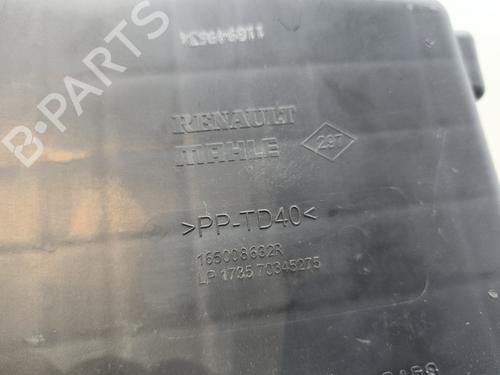 RENAULT
MAHLE
297
>PP-TD40<
165008632R
LP 1735 70345275
B-PARTS